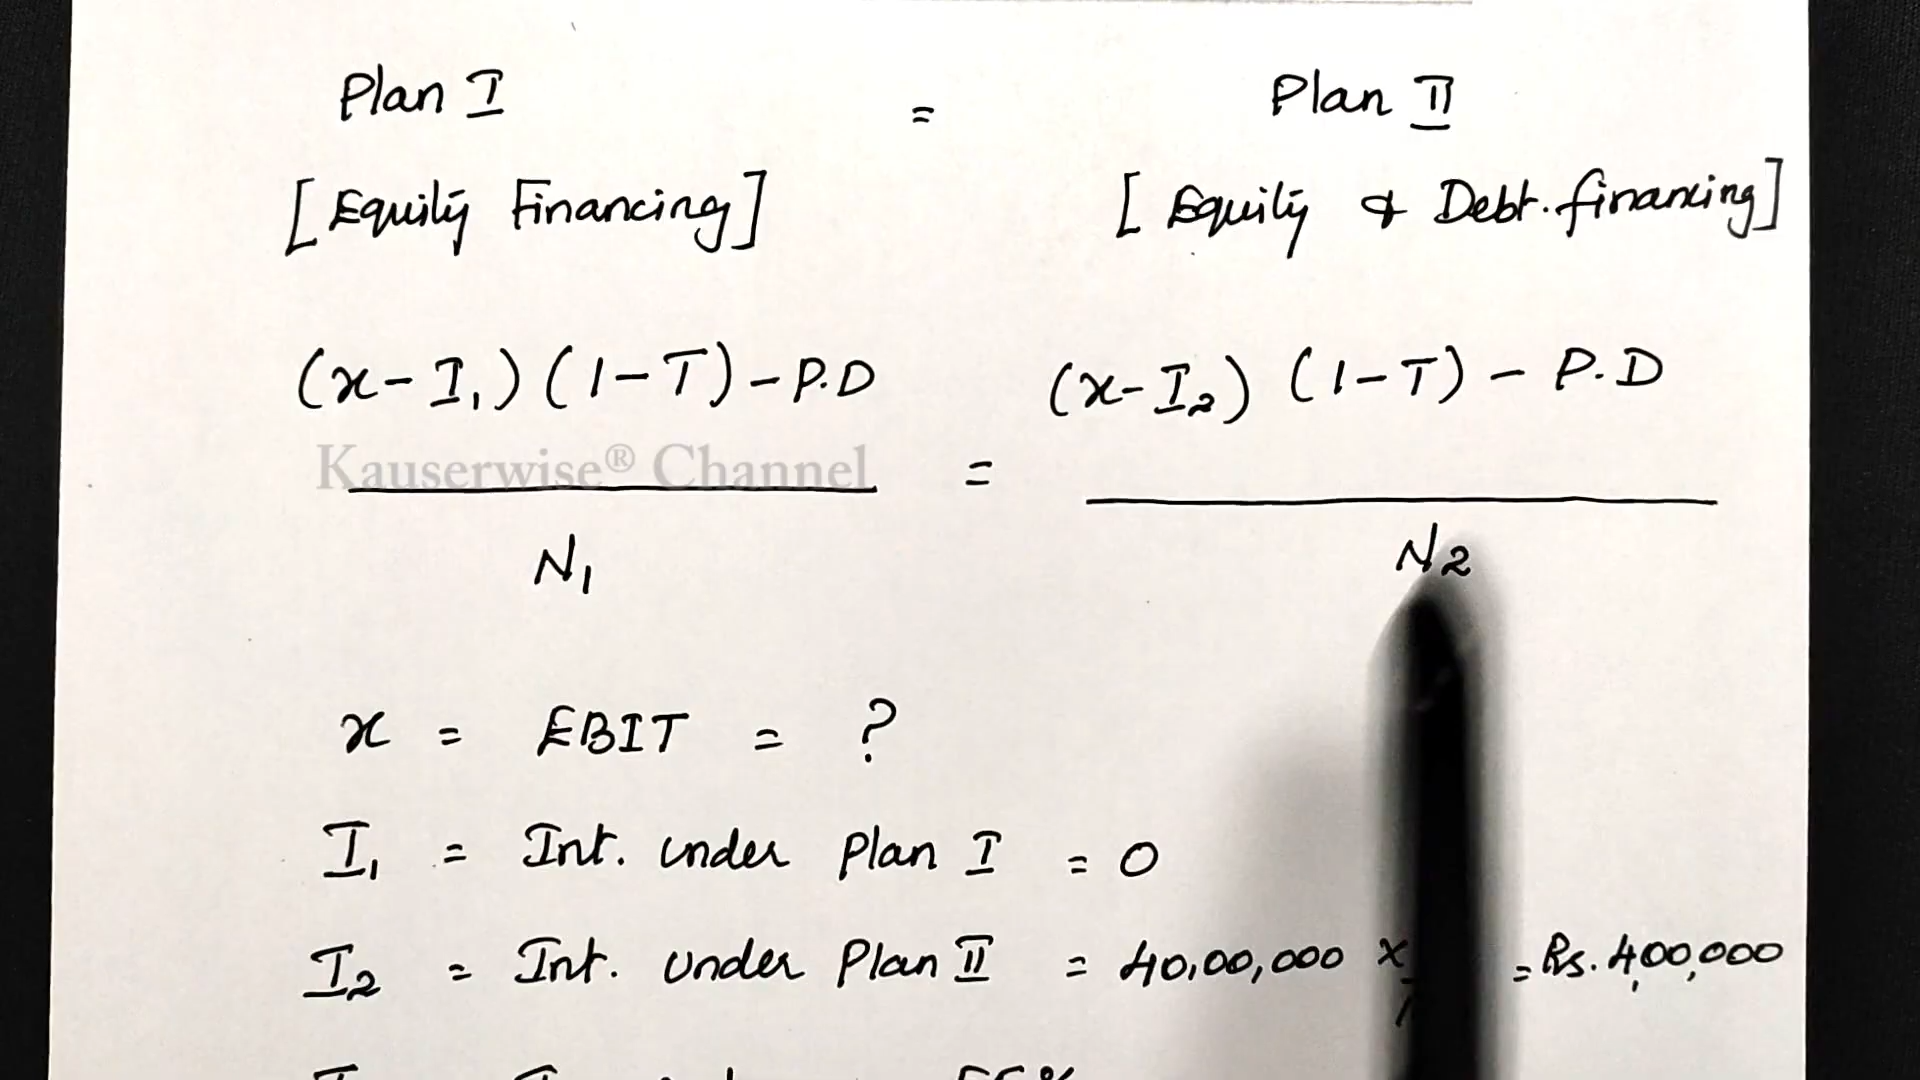 Plan I = Plan II
[Equity Financing] [Equity & Debt. financing]
(x-I₁) (1-T) - P.D = (x-I₂) (1-T) - P.D
Kauserwise® Channel
N₁ N₂
x = EBIT = ?
I₁ = Int. under Plan I = 0
I₂ = Int. under Plan II = 40,00,000 x = Rs. 4,00,000